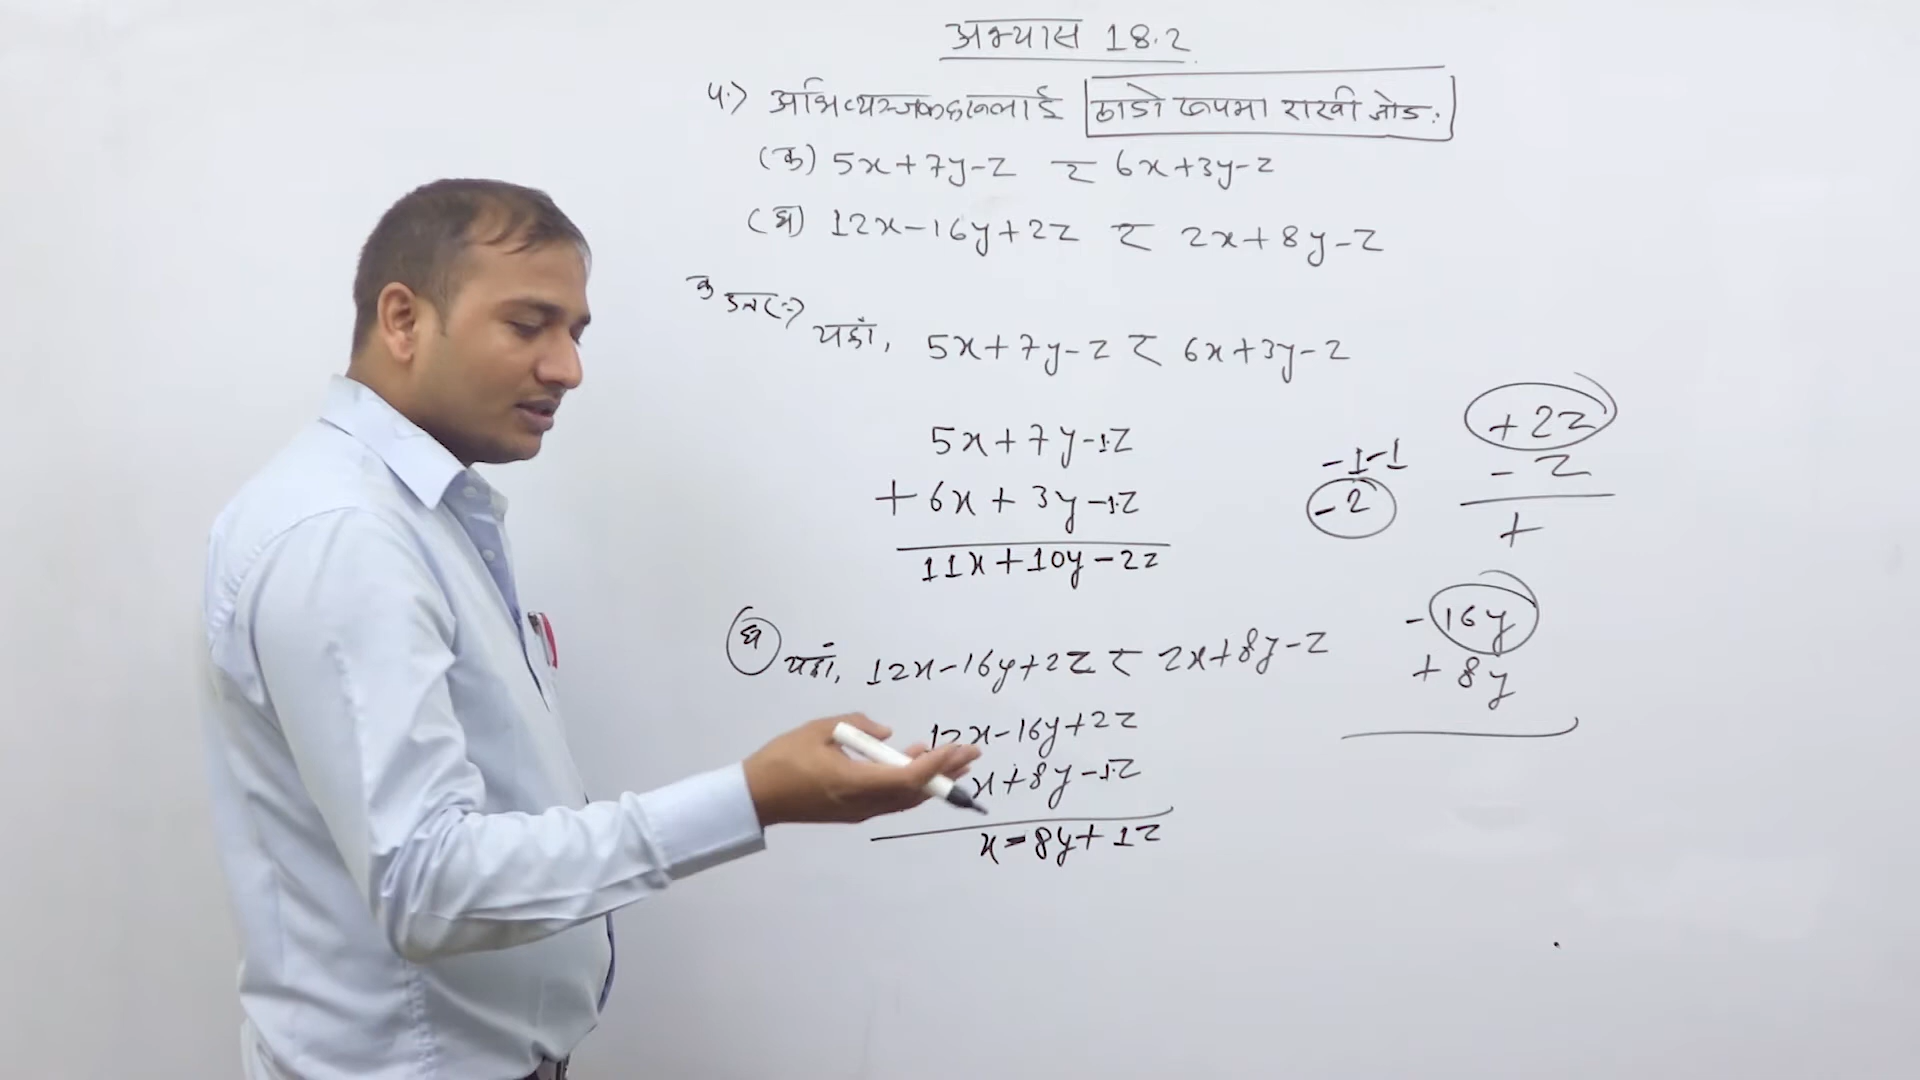 अभ्यास 18.2
५.) अभिव्यञ्जकहरूलाई ठाडो रूपमा राखी जोड:
(क) 5x+7y-z र 6x+3y-z
(घ) 12x-16y+2z र 2x+8y-z
क उत्तर:-)
यहाँ, 5x+7y-z र 6x+3y-z
5x+7y-1z
+6x+3y-1z
11x+10y-2z
-1-1
-2
+2z
-z
+
घ यहाँ, 12x-16y+2z र 2x+8y-z
12x-16y+2z
x+8y-1z
x-8y+1z
-16y
+8y